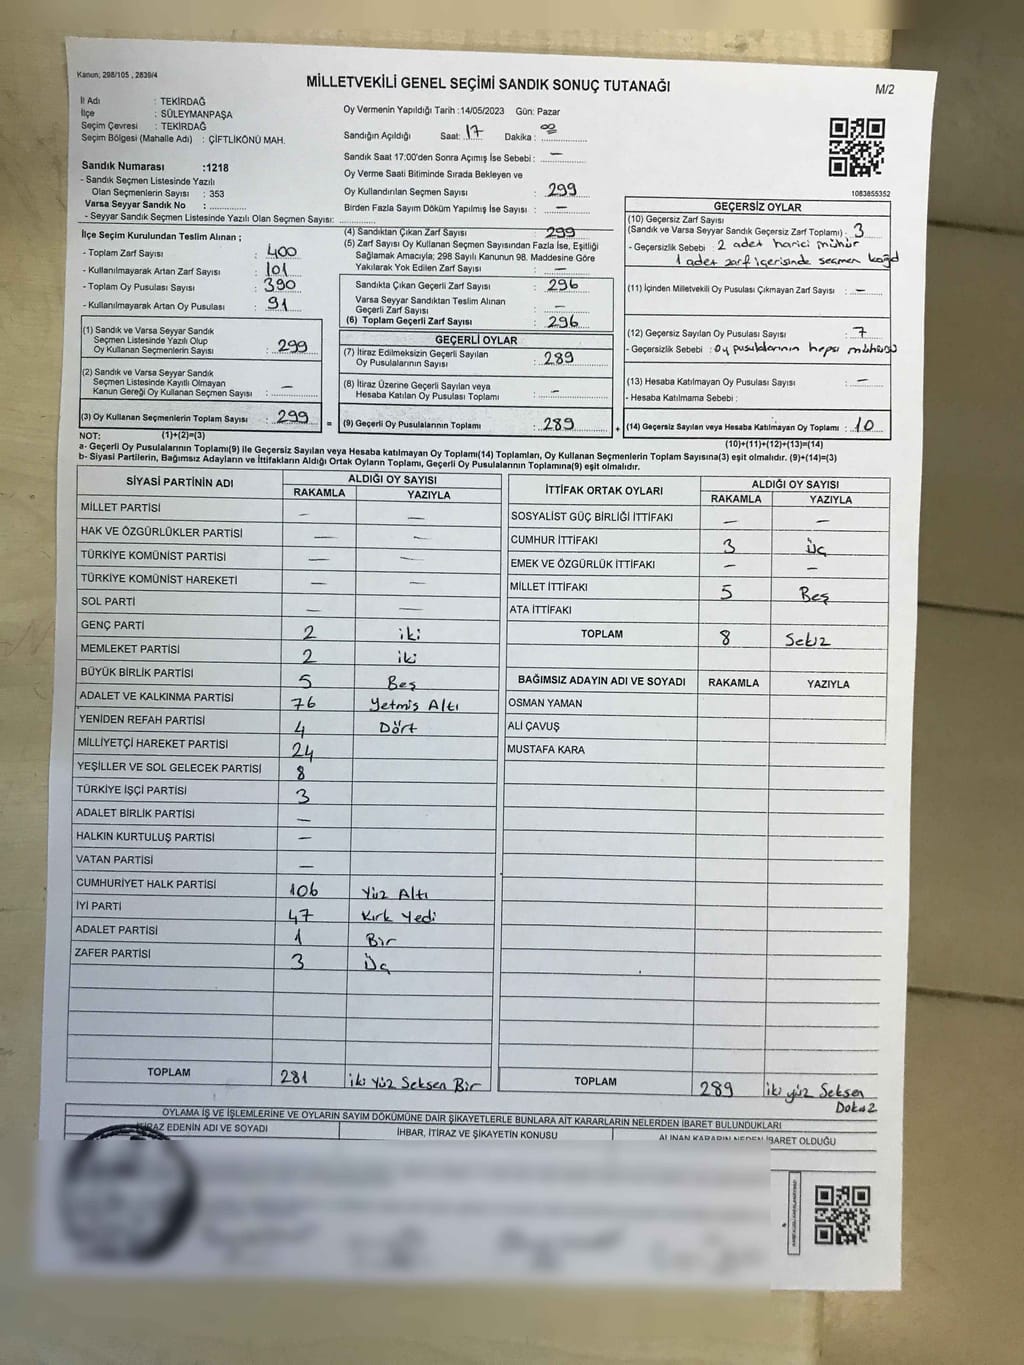 Kanun; 298/105 , 2839/4
MİLLETVEKİLİ GENEL SEÇİMİ SANDIK SONUÇ TUTANAĞI
M/2
İl Adı : TEKİRDAĞ
İlçe : SÜLEYMANPAŞA
Seçim Çevresi : TEKİRDAĞ
Seçim Bölgesi (Mahalle Adı) : ÇİFTLİKÖNÜ MAH.
Sandık Numarası :1218
- Sandık Seçmen Listesinde Yazılı
Olan Seçmenlerin Sayısı : 353
Varsa Seyyar Sandık No :
- Seyyar Sandık Seçmen Listesinde Yazılı Olan Seçmen Sayısı:
Oy Vermenin Yapıldığı Tarih :14/05/2023 Gün: Pazar
Sandığın Açıldığı Saat: 17 Dakika : 00
Sandık Saat 17:00'den Sonra Açımış İse Sebebi : —
Oy Verme Saati Bitiminde Sırada Bekleyen ve
Oy Kullandırılan Seçmen Sayısı : 299
Birden Fazla Sayım Döküm Yapılmış İse Sayısı : —
1083855352
İlçe Seçim Kurulundan Teslim Alınan ;
- Toplam Zarf Sayısı : 400
- Kullanılmayarak Artan Zarf Sayısı : 101
- Toplam Oy Pusulası Sayısı : 390
- Kullanılmayarak Artan Oy Pusulası : 91
(4) Sandıktan Çıkan Zarf Sayısı : 299
(5) Zarf Sayısı Oy Kullanan Seçmen Sayısından Fazla İse, Eşitliği
Sağlamak Amacıyla; 298 Sayılı Kanunun 98. Maddesine Göre
Yakılarak Yok Edilen Zarf Sayısı : —
Sandıkta Çıkan Geçerli Zarf Sayısı : 296
Varsa Seyyar Sandıktan Teslim Alınan
Geçerli Zarf Sayısı : —
(6) Toplam Geçerli Zarf Sayısı : 296
GEÇERSİZ OYLAR
(10) Geçersiz Zarf Sayısı
(Sandık ve Varsa Seyyar Sandık Geçersiz Zarf Toplamı) : 3
- Geçersizlik Sebebi : 2 adet harici mühür
1 adet zarf içerisinde seçmen kağd
(11) İçinden Milletvekili Oy Pusulası Çıkmayan Zarf Sayısı : —
(12) Geçersiz Sayılan Oy Pusulası Sayısı : 7
- Geçersizlik Sebebi : Oy pusulalarının hepsi mühürlü
(13) Hesaba Katılmayan Oy Pusulası Sayısı : —
- Hesaba Katılmama Sebebi :
(14) Geçersiz Sayılan veya Hesaba Katılmayan Oy Toplamı : 10
(10)+(11)+(12)+(13)=(14)
(1) Sandık ve Varsa Seyyar Sandık
Seçmen Listesinde Yazılı Olup
Oy Kullanan Seçmenlerin Sayısı : 299
(2) Sandık ve Varsa Seyyar Sandık
Seçmen Listesinde Kayıtlı Olmayan
Kanun Gereği Oy Kullanan Seçmen Sayısı : —
(3) Oy Kullanan Seçmenlerin Toplam Sayısı : 299 =
GEÇERLİ OYLAR
(7) İtiraz Edilmeksizin Geçerli Sayılan
Oy Pusulalarının Sayısı : 289
(8) İtiraz Üzerine Geçerli Sayılan veya
Hesaba Katılan Oy Pusulası Toplamı : —
(9) Geçerli Oy Pusulalarının Toplamı : 289 +
NOT: (1)+(2)=(3)
a- Geçerli Oy Pusulalarının Toplamı(9) ile Geçersiz Sayılan veya Hesaba katılmayan Oy Toplamı(14) Toplamları, Oy Kullanan Seçmenlerin Toplam Sayısına(3) eşit olmalıdır. (9)+(14)=(3)
b- Siyasi Partilerin, Bağımsız Adayların ve İttifakların Aldığı Ortak Oyların Toplamı, Geçerli Oy Pusulalarının Toplamına(9) eşit olmalıdır.
SİYASİ PARTİNİN ADI
ALDIĞI OY SAYISI
RAKAMLA YAZIYLA
MİLLET PARTİSİ — —
HAK VE ÖZGÜRLÜKLER PARTİSİ — —
TÜRKİYE KOMÜNİST PARTİSİ — —
TÜRKİYE KOMÜNİST HAREKETİ — —
SOL PARTİ — —
GENÇ PARTİ 2 iki
MEMLEKET PARTİSİ 2 iki
BÜYÜK BİRLİK PARTİSİ 5 Beş
ADALET VE KALKINMA PARTİSİ 76 Yetmiş Altı
YENİDEN REFAH PARTİSİ 4 Dört
MİLLİYETÇİ HAREKET PARTİSİ 24
YEŞİLLER VE SOL GELECEK PARTİSİ 8
TÜRKİYE İŞÇİ PARTİSİ 3
ADALET BİRLİK PARTİSİ —
HALKIN KURTULUŞ PARTİSİ —
VATAN PARTİSİ —
CUMHURİYET HALK PARTİSİ 106 Yüz Altı
İYİ PARTİ 47 Kırk Yedi
ADALET PARTİSİ 1 Bir
ZAFER PARTİSİ 3 Üç
TOPLAM 281 iki Yüz Seksen Bir
İTTİFAK ORTAK OYLARI
ALDIĞI OY SAYISI
RAKAMLA YAZIYLA
SOSYALİST GÜÇ BİRLİĞİ İTTİFAKI — —
CUMHUR İTTİFAKI 3 Üç
EMEK VE ÖZGÜRLÜK İTTİFAKI — —
MİLLET İTTİFAKI 5 Beş
ATA İTTİFAKI
TOPLAM 8 Sekiz
BAĞIMSIZ ADAYIN ADI VE SOYADI RAKAMLA YAZIYLA
OSMAN YAMAN
ALİ ÇAVUŞ
MUSTAFA KARA
TOPLAM 289 iki yüz Seksen
Dokuz
OYLAMA İŞ VE İŞLEMLERİNE VE OYLARIN SAYIM DÖKÜMÜNE DAİR ŞİKAYETLERLE BUNLARA AİT KARARLARIN NELERDEN İBARET BULUNDUKLARI
İTİRAZ EDENİN ADI VE SOYADI
İHBAR, İTİRAZ VE ŞİKAYETİN KONUSU
ALINAN KARARIN NEDEN İBARET OLDUĞU